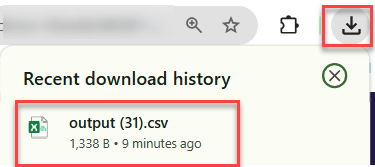 Recent download history
output (31).csv
1,338 B • 9 minutes ago